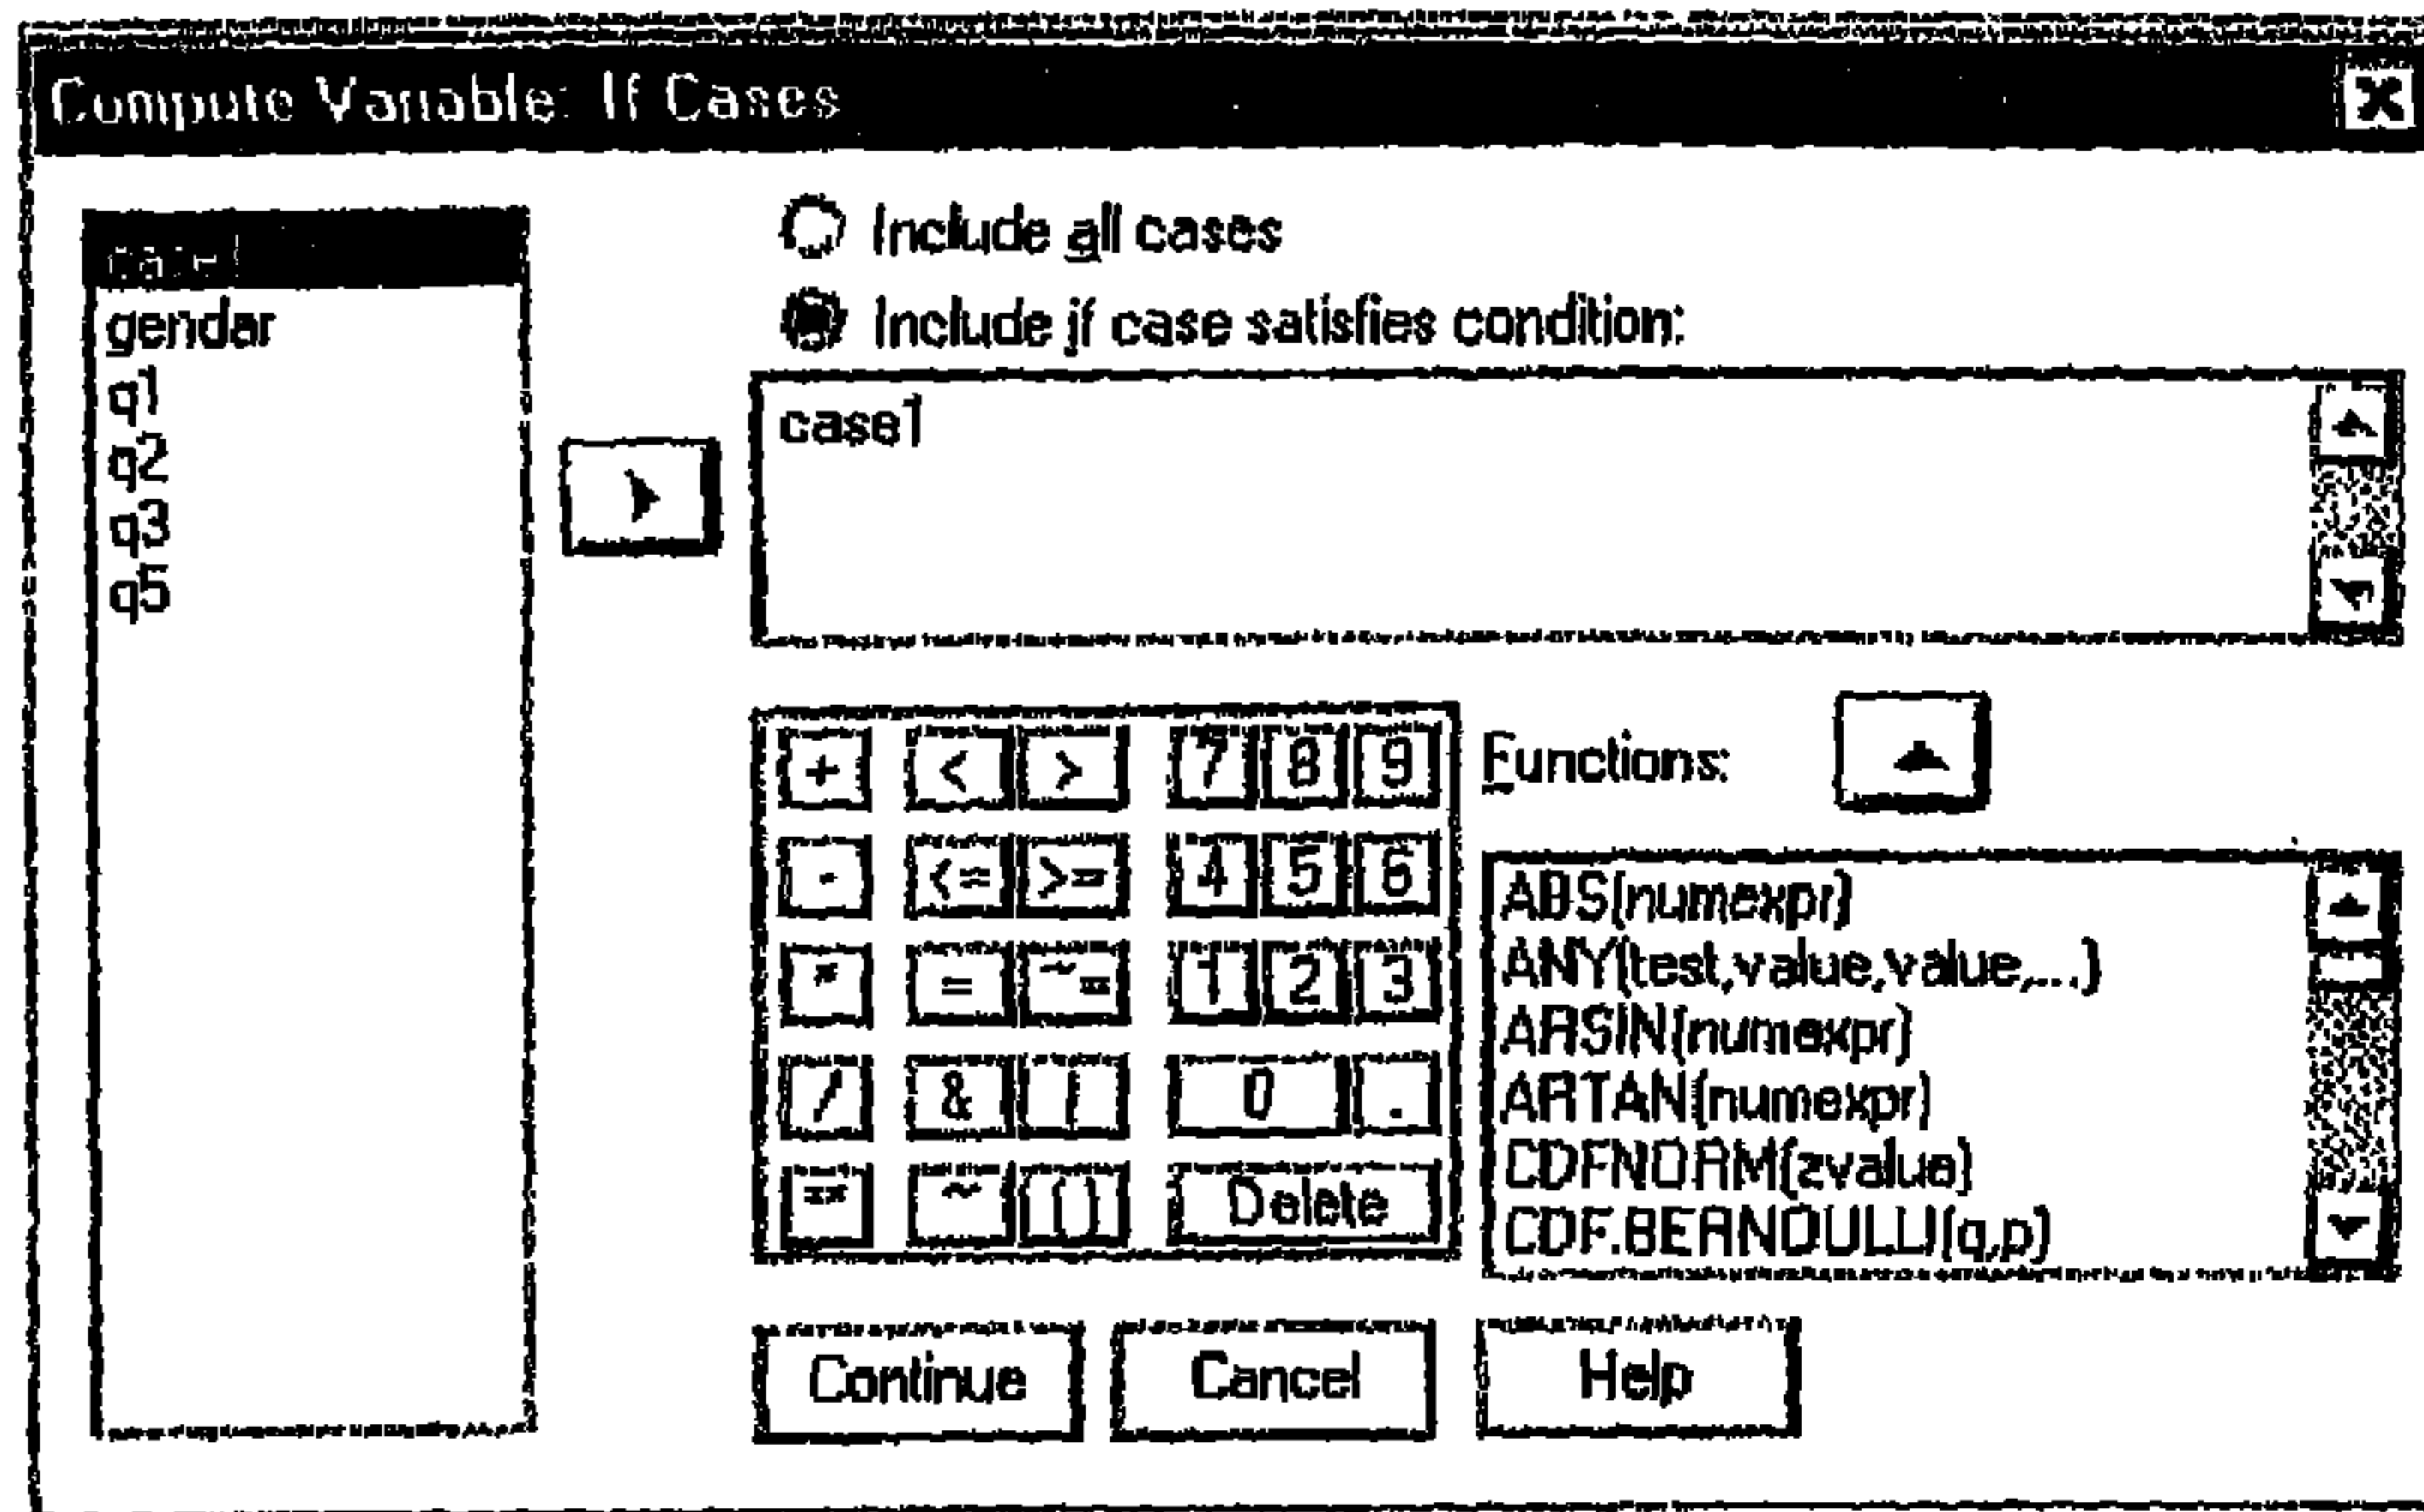 Compute Variable: If Cases
gendar
q1
q2
q3
q5
Include all cases
Include if case satisfies condition:
case1
+ < > 7 8 9
- <= >= 4 5 6
* = ~= 1 2 3
/ & | 0 .
** ~ () Delete
Functions:
ABS(numexpr)
ANY(test,value,value,...)
ARSIN(numexpr)
ARTAN(numexpr)
CDFNORM(zvalue)
CDF.BERNOULLI(q,p)
Continue Cancel Help